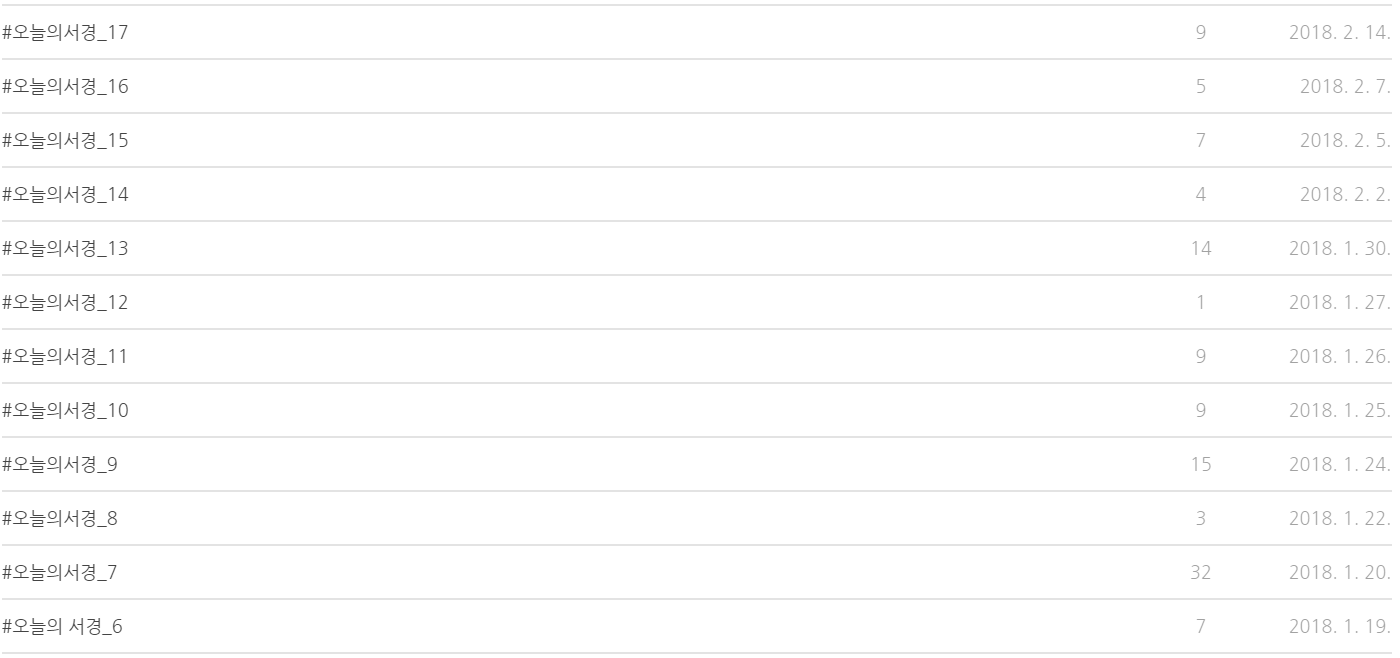 #오늘의서경_17 9 2018. 2. 14.
#오늘의서경_16 5 2018. 2. 7.
#오늘의서경_15 7 2018. 2. 5.
#오늘의서경_14 4 2018. 2. 2.
#오늘의서경_13 14 2018. 1. 30.
#오늘의서경_12 1 2018. 1. 27.
#오늘의서경_11 9 2018. 1. 26.
#오늘의서경_10 9 2018. 1. 25.
#오늘의서경_9 15 2018. 1. 24.
#오늘의서경_8 3 2018. 1. 22.
#오늘의서경_7 32 2018. 1. 20.
#오늘의 서경_6 7 2018. 1. 19.